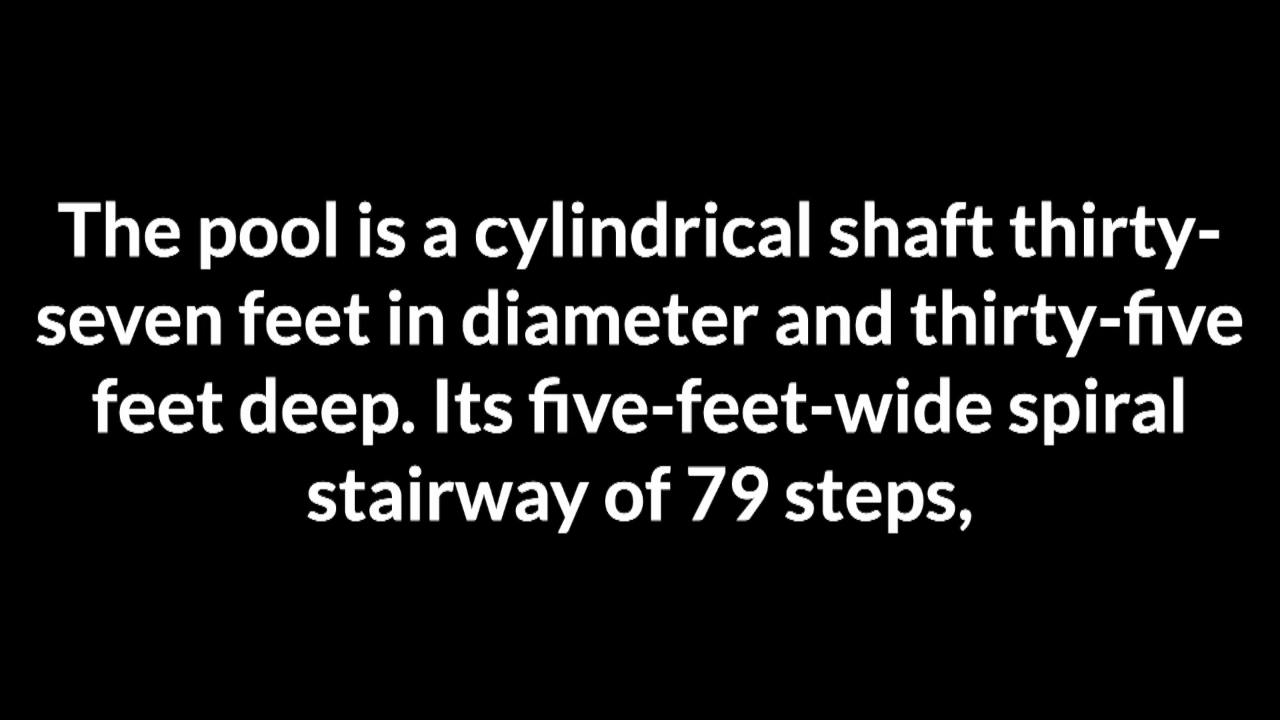 The pool is a cylindrical shaft thirty-
seven feet in diameter and thirty-five
feet deep. Its five-feet-wide spiral
stairway of 79 steps,